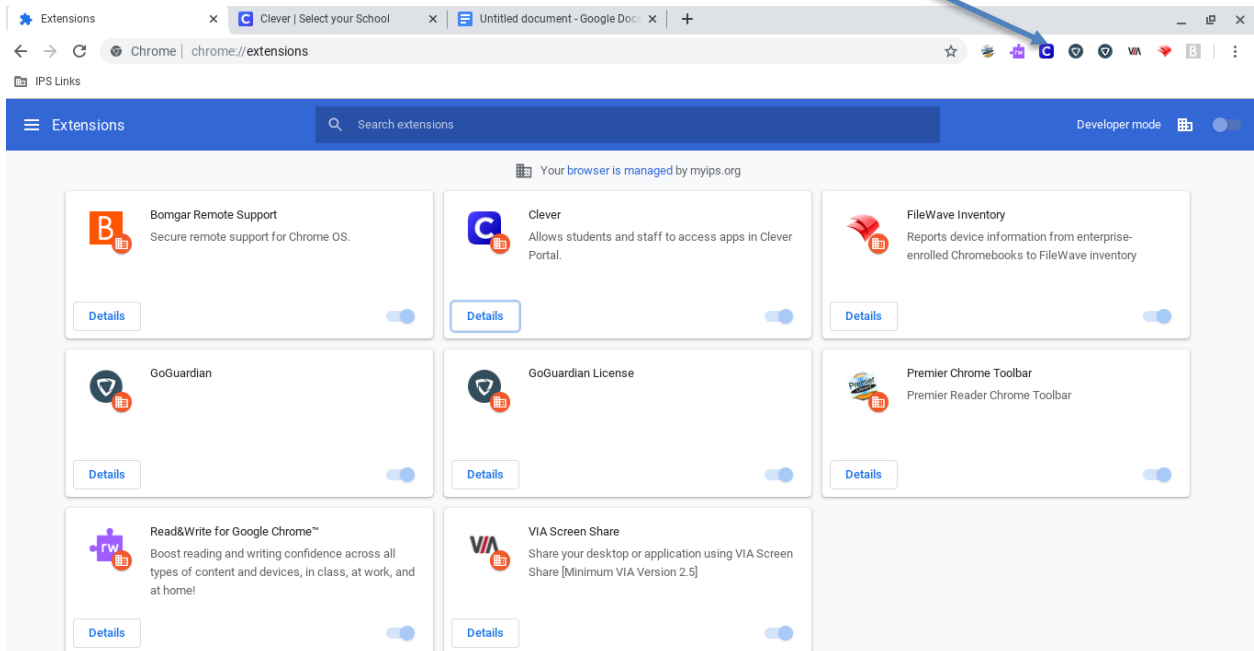 Extensions
Clever | Select your School
Untitled document - Google Docs
Chrome | chrome://extensions
rw
C
VIA
B
IPS Links
Extensions
Search extensions
Developer mode
Your browser is managed by myips.org
B
Bomgar Remote Support
Secure remote support for Chrome OS.
Details
C
Clever
Allows students and staff to access apps in Clever
Portal.
Details
FileWave Inventory
Reports device information from enterprise-
enrolled Chromebooks to FileWave inventory
Details
GoGuardian
Details
GoGuardian License
Details
Premier
Premier Chrome Toolbar
Premier Reader Chrome Toolbar
Details
rw
Read&Write for Google Chrome™
Boost reading and writing confidence across all
types of content and devices, in class, at work, and
at home!
Details
VIA
VIA Screen Share
Share your desktop or application using VIA Screen
Share [Minimum VIA Version 2.5]
Details